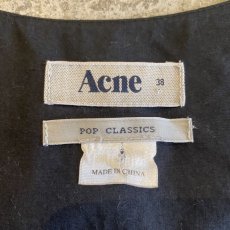 Acne
38
POP CLASSICS
MADE IN CHINA